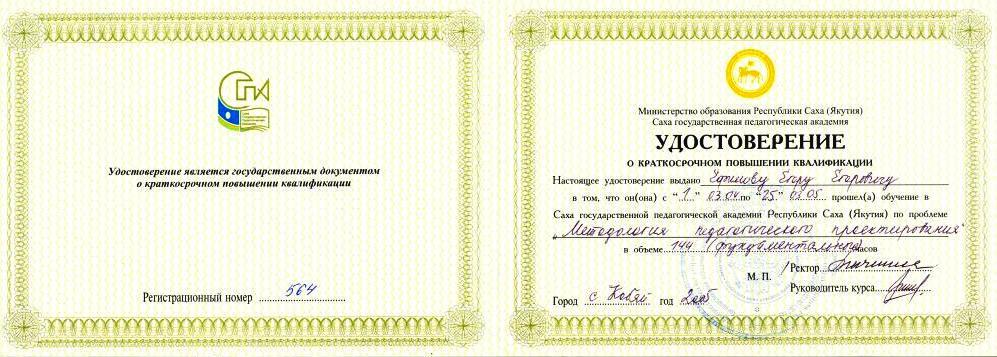 СГПА
Удостоверение является государственным документом
о краткосрочном повышении квалификации
Регистрационный номер 564
Министерство образования Республики Саха (Якутия)
Саха государственная педагогическая академия
УДОСТОВЕРЕНИЕ
О КРАТКОСРОЧНОМ ПОВЫШЕНИИ КВАЛИФИКАЦИИ
Настоящее удостоверение выдано Ефимову Егору Егоровичу
в том, что он(она) с "1" 03.04 по "25" 03.05 прошел(а) обучение в
Саха государственной педагогической академии Республики Саха (Якутия) по проблеме
"Методология педагогического проектирования"
в объеме 144 (фундаментально) часов
М. П. /Ректор
Руководитель курса
Город с Кобяй год 2005